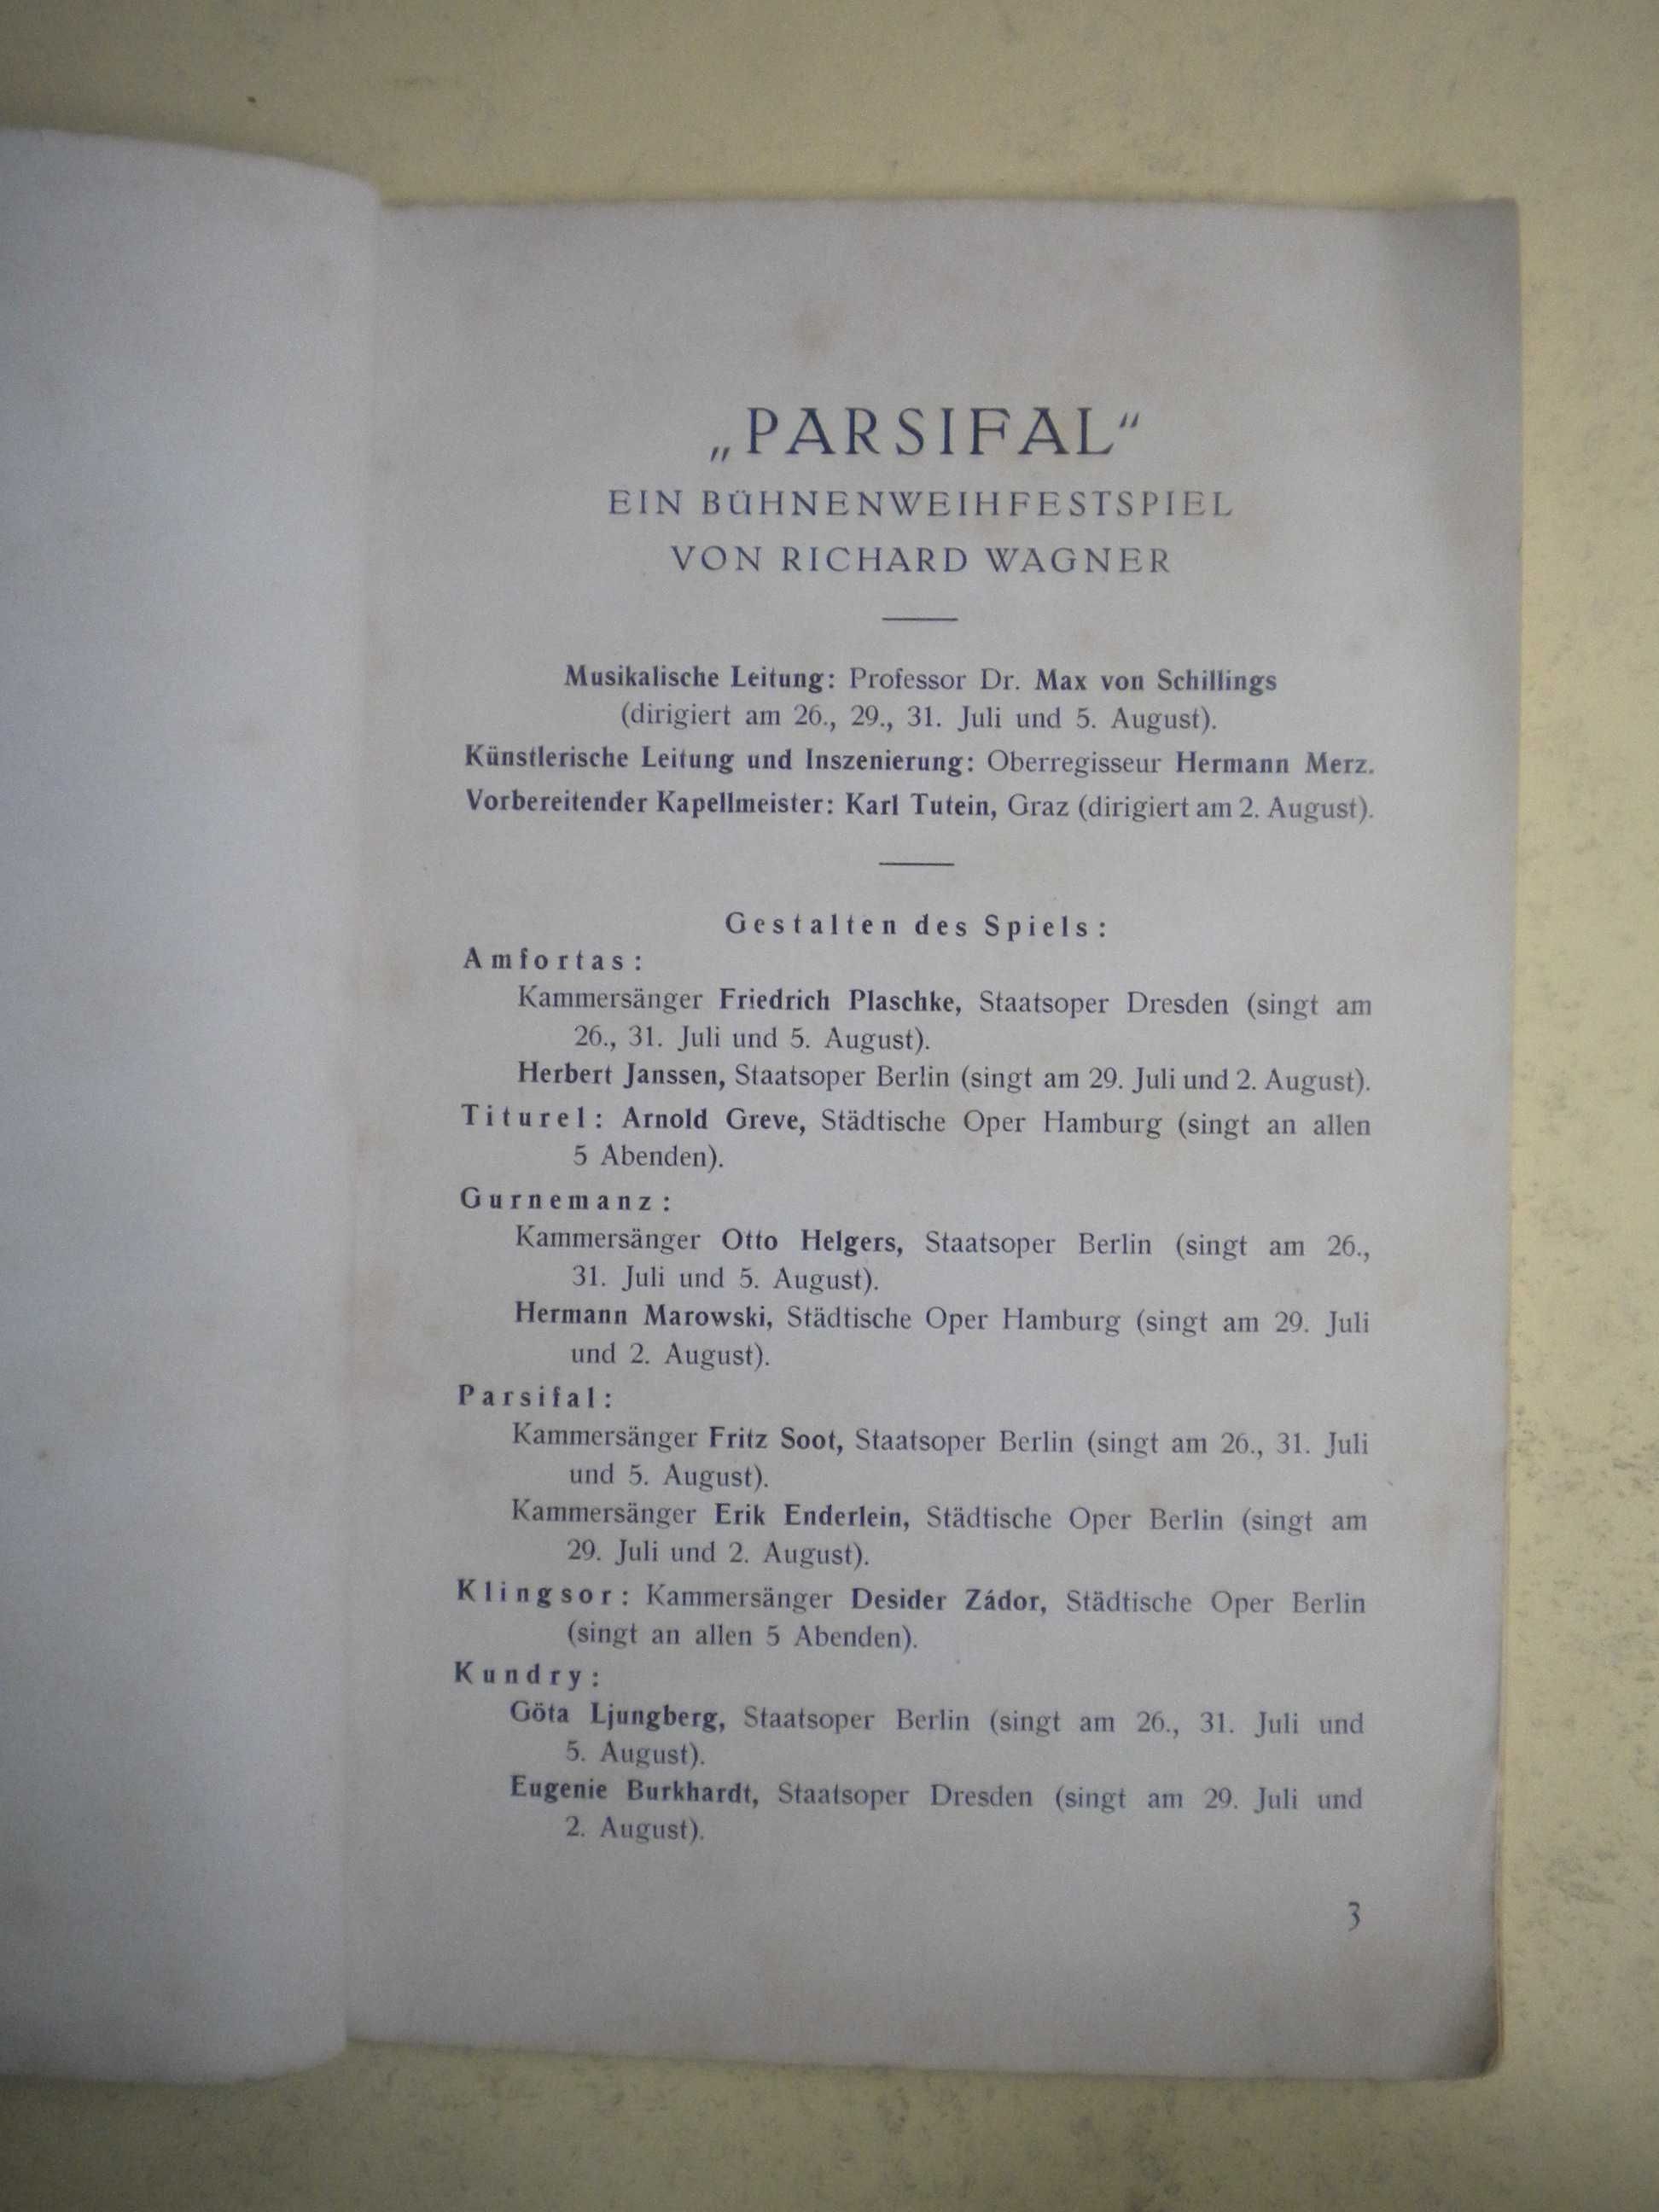 „PARSIFAL“
EIN BÜHNENWEIHFESTSPIEL
VON RICHARD WAGNER
Musikalische Leitung: Professor Dr. Max von Schillings
(dirigiert am 26., 29., 31. Juli und 5. August).
Künstlerische Leitung und Inszenierung: Oberregisseur Hermann Merz.
Vorbereitender Kapellmeister: Karl Tutein, Graz (dirigiert am 2. August).
Gestalten des Spiels:
Amfortas:
Kammersänger Friedrich Plaschke, Staatsoper Dresden (singt am
26., 31. Juli und 5. August).
Herbert Janssen, Staatsoper Berlin (singt am 29. Juli und 2. August).
Titurel: Arnold Greve, Städtische Oper Hamburg (singt an allen
5 Abenden).
Gurnemanz:
Kammersänger Otto Helgers, Staatsoper Berlin (singt am 26.,
31. Juli und 5. August).
Hermann Marowski, Städtische Oper Hamburg (singt am 29. Juli
und 2. August).
Parsifal:
Kammersänger Fritz Soot, Staatsoper Berlin (singt am 26., 31. Juli
und 5. August).
Kammersänger Erik Enderlein, Städtische Oper Berlin (singt am
29. Juli und 2. August).
Klingsor: Kammersänger Desider Zádor, Städtische Oper Berlin
(singt an allen 5 Abenden).
Kundry:
Göta Ljungberg, Staatsoper Berlin (singt am 26., 31. Juli und
5. August).
Eugenie Burkhardt, Staatsoper Dresden (singt am 29. Juli und
2. August).
3